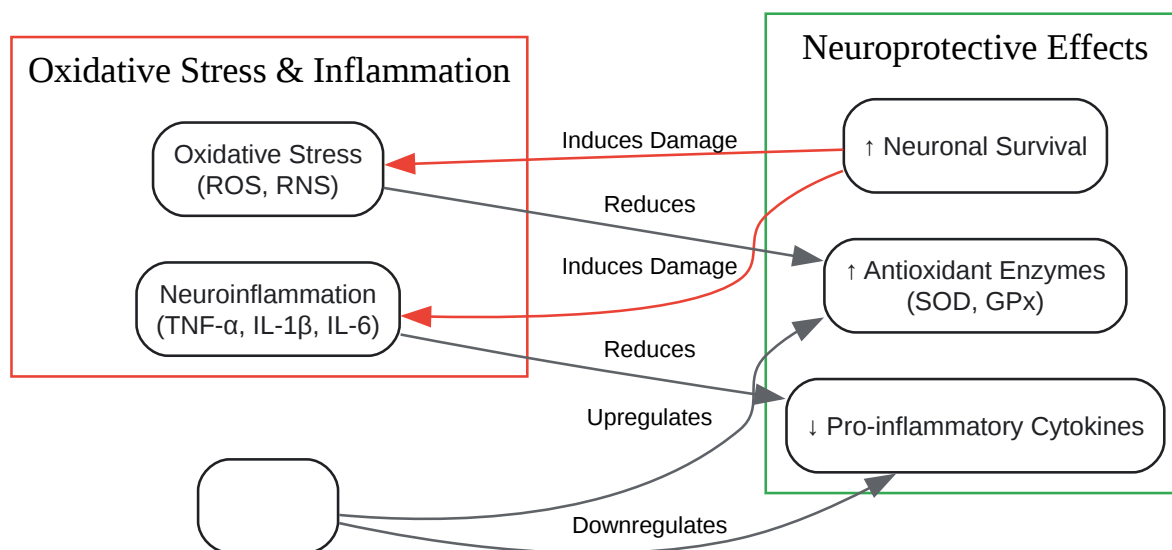 Oxidative Stress & Inflammation
Oxidative Stress
(ROS, RNS)
Neuroinflammation
(TNF-α, IL-1β, IL-6)
Induces Damage
Reduces
Induces Damage
Reduces
Upregulates
Downregulates
Neuroprotective Effects
↑ Neuronal Survival
↑ Antioxidant Enzymes
(SOD, GPx)
↓ Pro-inflammatory Cytokines